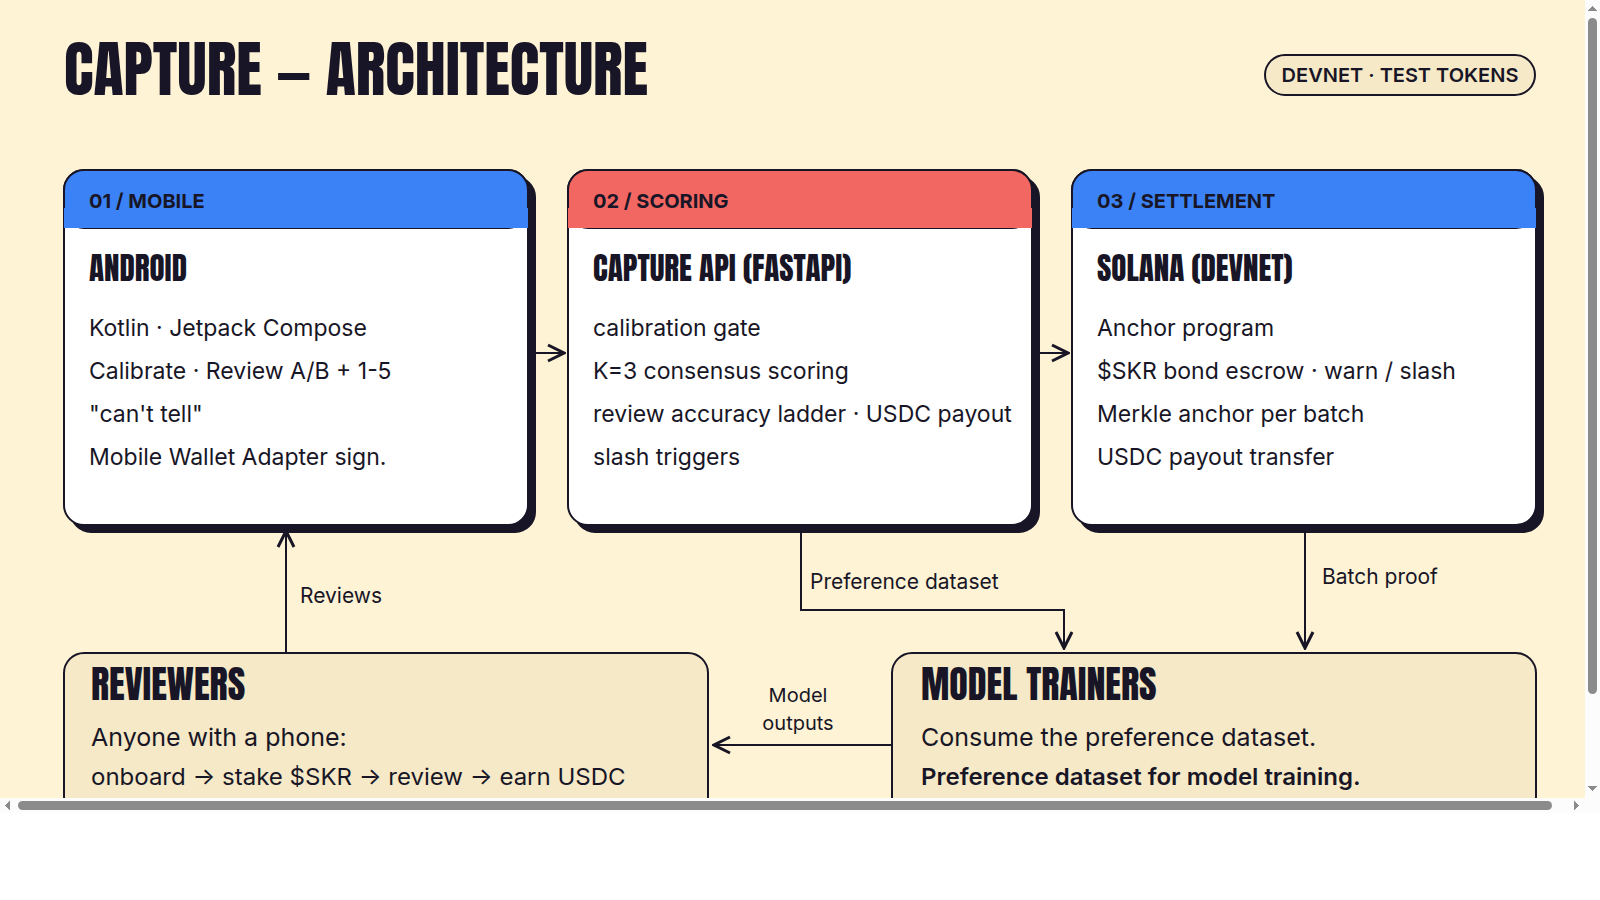 CAPTURE — ARCHITECTURE
DEVNET · TEST TOKENS
01 / MOBILE
ANDROID
Kotlin · Jetpack Compose
Calibrate · Review A/B + 1-5
"can't tell"
Mobile Wallet Adapter sign.
02 / SCORING
CAPTURE API (FASTAPI)
calibration gate
K=3 consensus scoring
review accuracy ladder · USDC payout
slash triggers
03 / SETTLEMENT
SOLANA (DEVNET)
Anchor program
$SKR bond escrow · warn / slash
Merkle anchor per batch
USDC payout transfer
Reviews
Preference dataset
Batch proof
REVIEWERS
Anyone with a phone:
onboard → stake $SKR → review → earn USDC
Model
outputs
MODEL TRAINERS
Consume the preference dataset.
Preference dataset for model training.